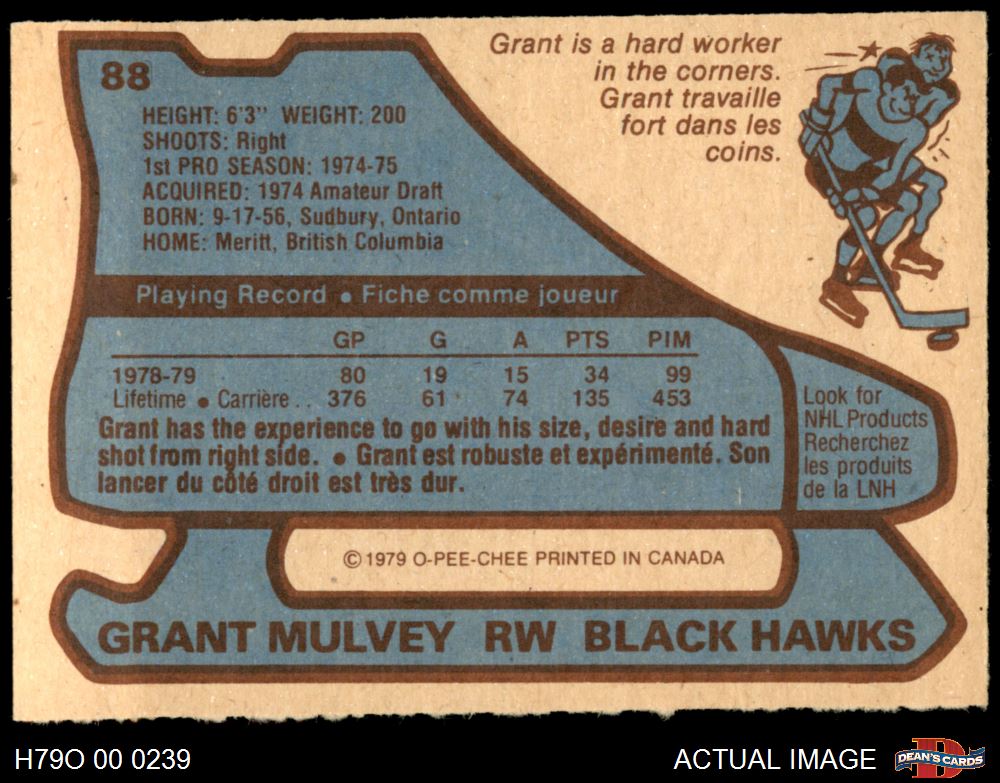 88
HEIGHT: 6'3" WEIGHT: 200
SHOOTS: Right
1st PRO SEASON: 1974-75
ACQUIRED: 1974 Amateur Draft
BORN: 9-17-56, Sudbury, Ontario
HOME: Meritt, British Columbia
Grant is a hard worker
in the corners.
Grant travaille
fort dans les
coins.
Playing Record • Fiche comme joueur
GP G A PTS PIM
1978-79 80 19 15 34 99
Lifetime • Carrière . . 376 61 74 135 453
Grant has the experience to go with his size, desire and hard
shot from right side. • Grant est robuste et expérimenté. Son
lancer du côté droit est très dur.
Look for
NHL Products
Recherchez
les produits
de la LNH
© 1979 O-PEE-CHEE PRINTED IN CANADA
GRANT MULVEY RW BLACK HAWKS
H79O 00 0239
ACTUAL IMAGE
D
DEAN'S CARDS